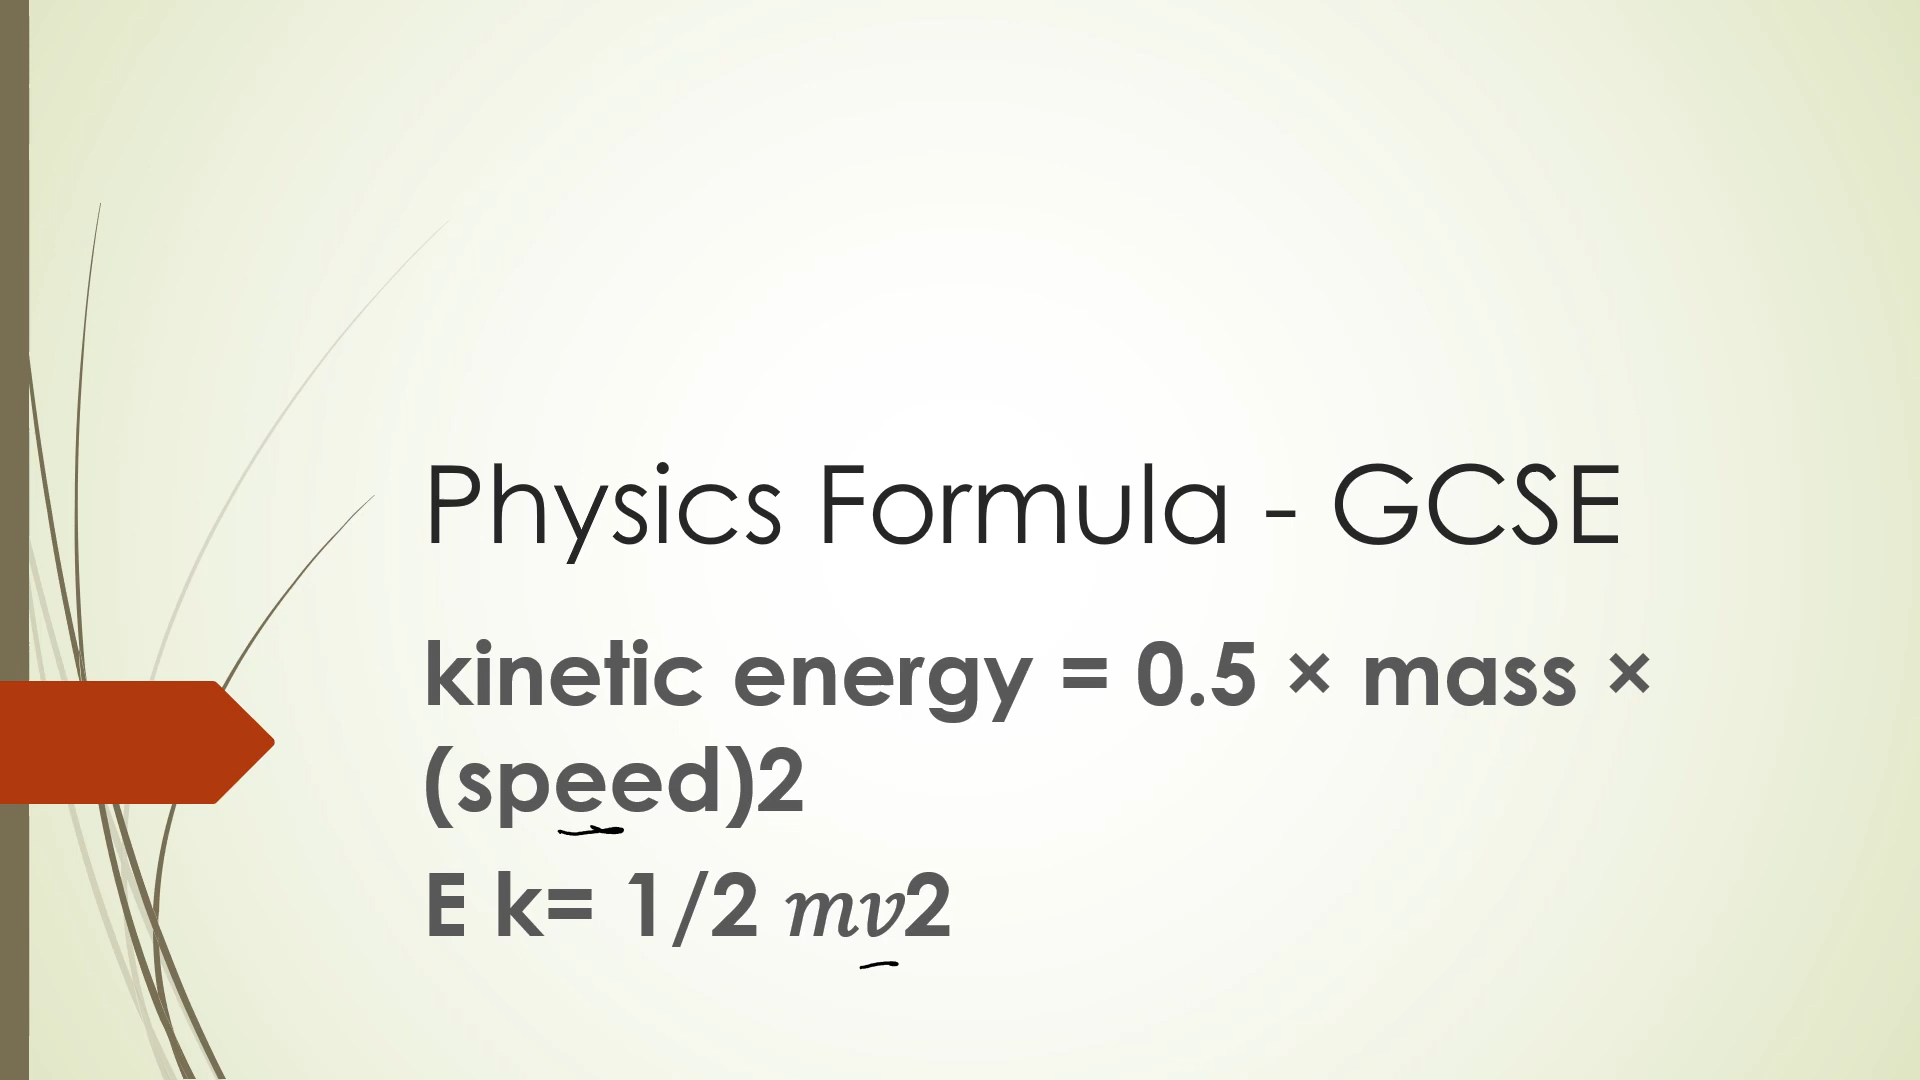 Physics Formula - GCSE
kinetic energy = 0.5 × mass ×
(speed)2
E k= 1/2 𝑚𝑣2